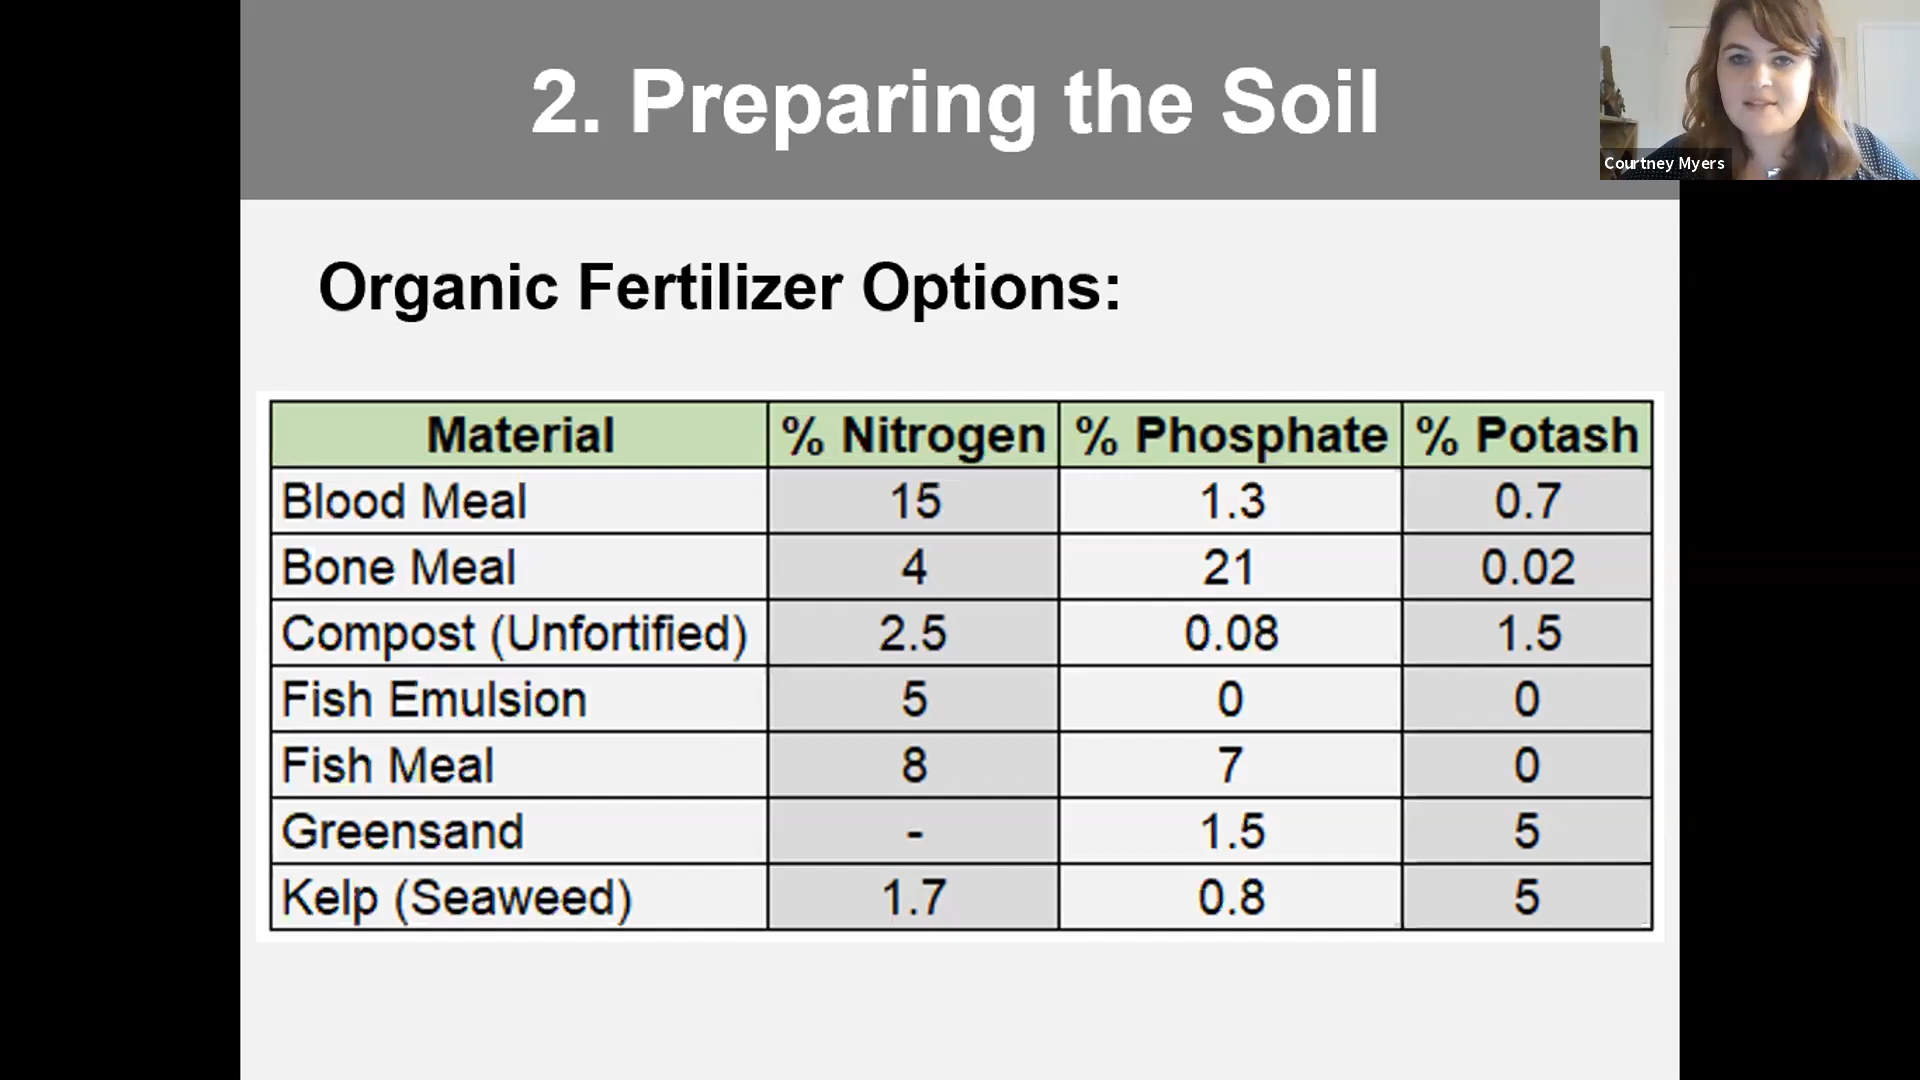 2. Preparing the Soil
Courtney Myers
Organic Fertilizer Options:
Material % Nitrogen % Phosphate % Potash
Blood Meal 15 1.3 0.7
Bone Meal 4 21 0.02
Compost (Unfortified) 2.5 0.08 1.5
Fish Emulsion 5 0 0
Fish Meal 8 7 0
Greensand - 1.5 5
Kelp (Seaweed) 1.7 0.8 5